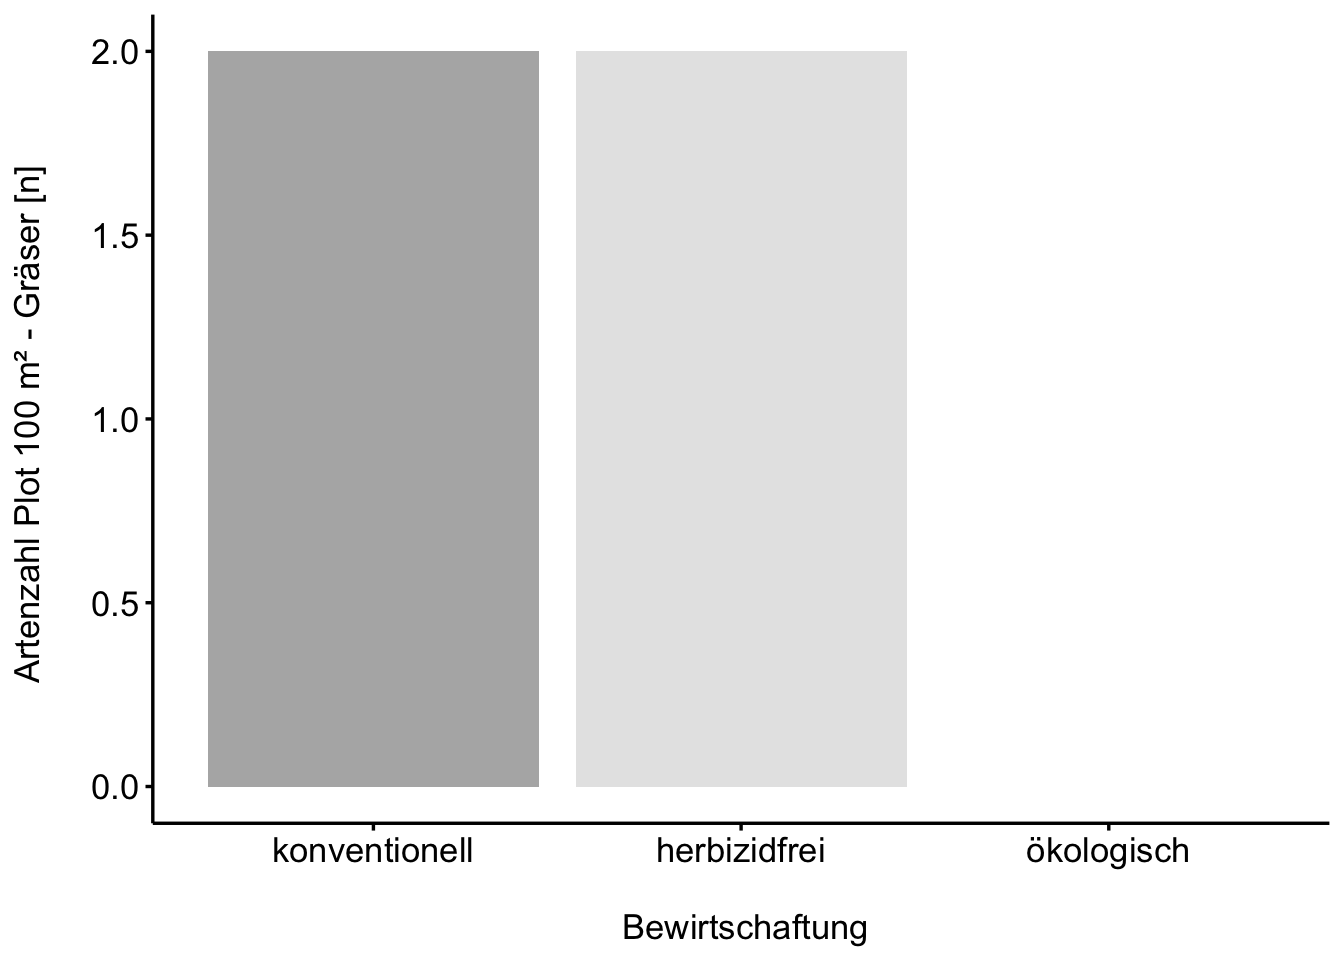 Artenzahl Plot 100 m² - Gräser [n]
2.0
1.5
1.0
0.5
0.0
konventionell
herbizidfrei
ökologisch
Bewirtschaftung